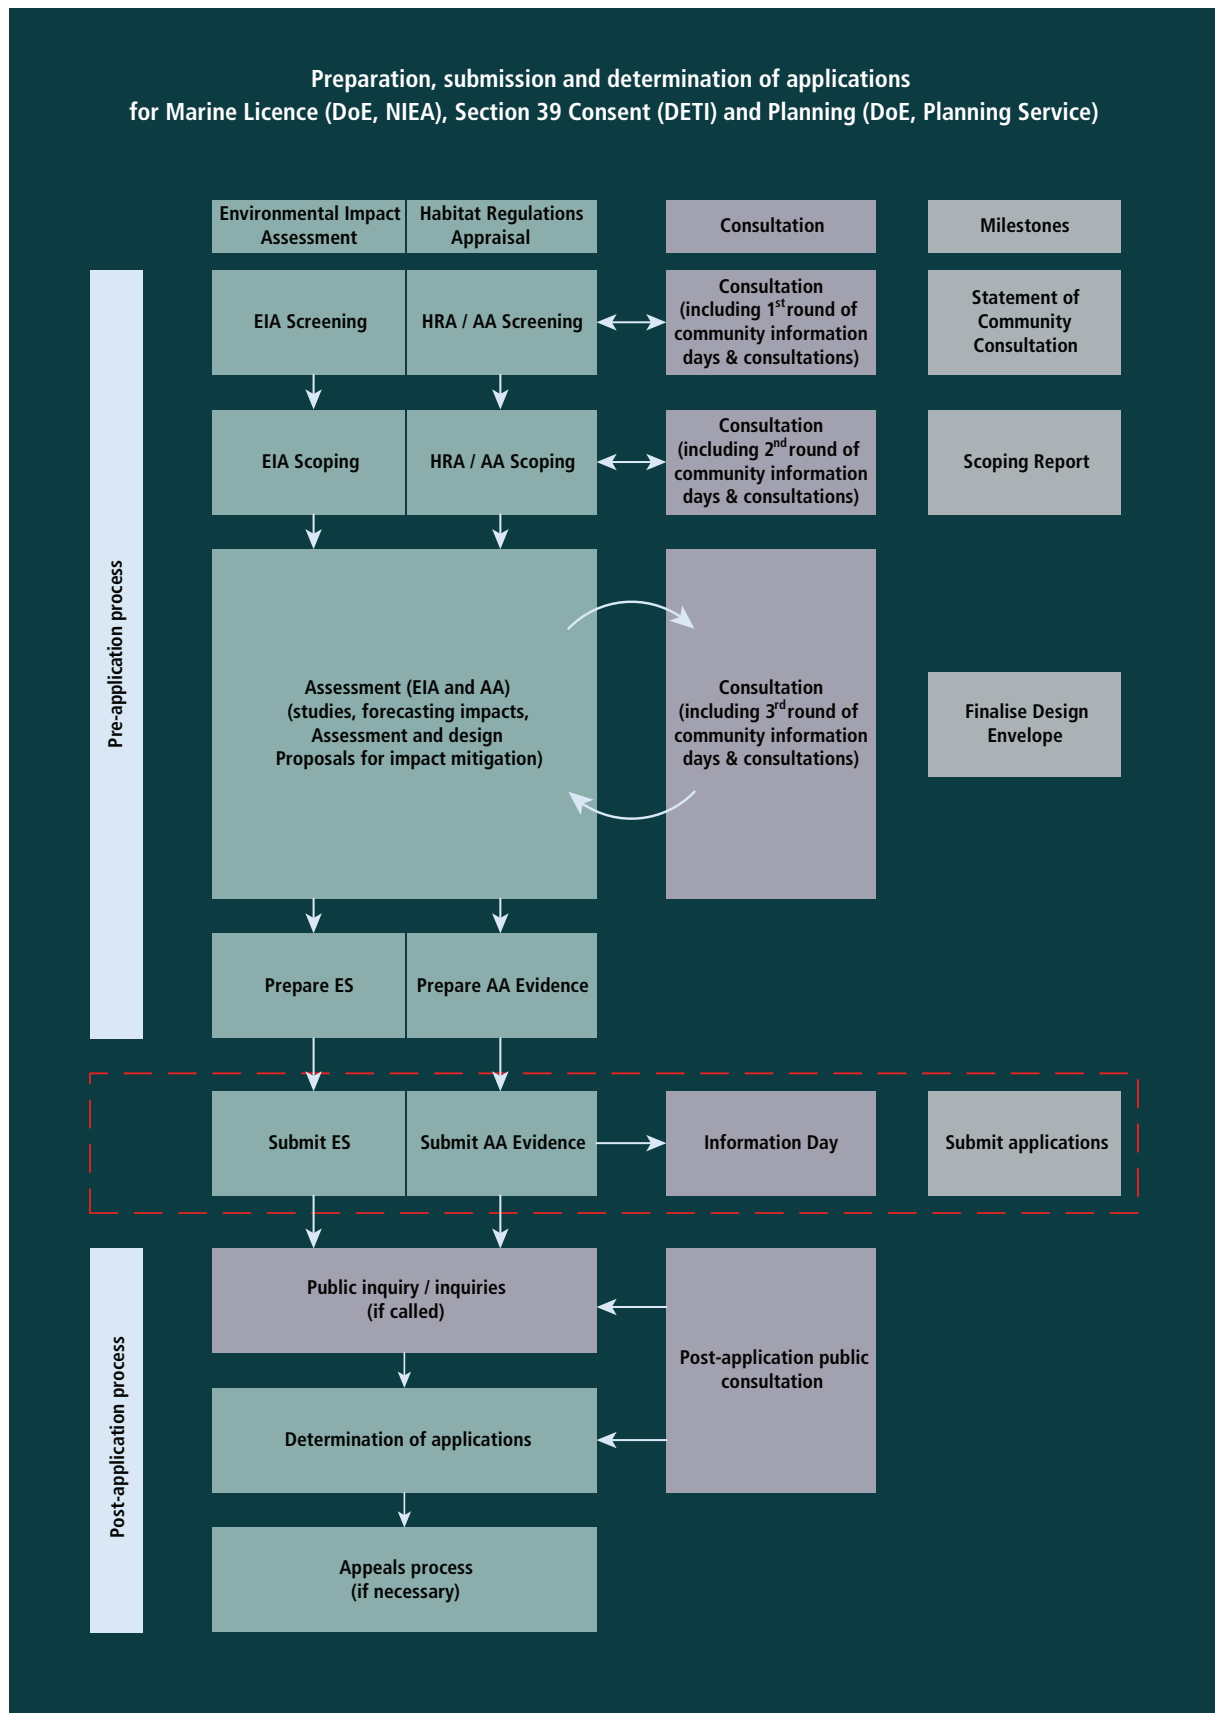 Preparation, submission and determination of applications
for Marine Licence (DoE, NIEA), Section 39 Consent (DETI) and Planning (DoE, Planning Service)
Environmental Impact
Assessment
Habitat Regulations
Appraisal
Consultation
Milestones
Pre-application process
EIA Screening
HRA / AA Screening
Consultation
(including 1st round of
community information
days & consultations)
Statement of
Community
Consultation
EIA Scoping
HRA / AA Scoping
Consultation
(including 2nd round of
community information
days & consultations)
Scoping Report
Assessment (EIA and AA)
(studies, forecasting impacts,
Assessment and design
Proposals for impact mitigation)
Consultation
(including 3rd round of
community information
days & consultations)
Finalise Design
Envelope
Prepare ES
Prepare AA Evidence
Submit ES
Submit AA Evidence
Information Day
Submit applications
Post-application process
Public inquiry / inquiries
(if called)
Post-application public
consultation
Determination of applications
Appeals process
(if necessary)